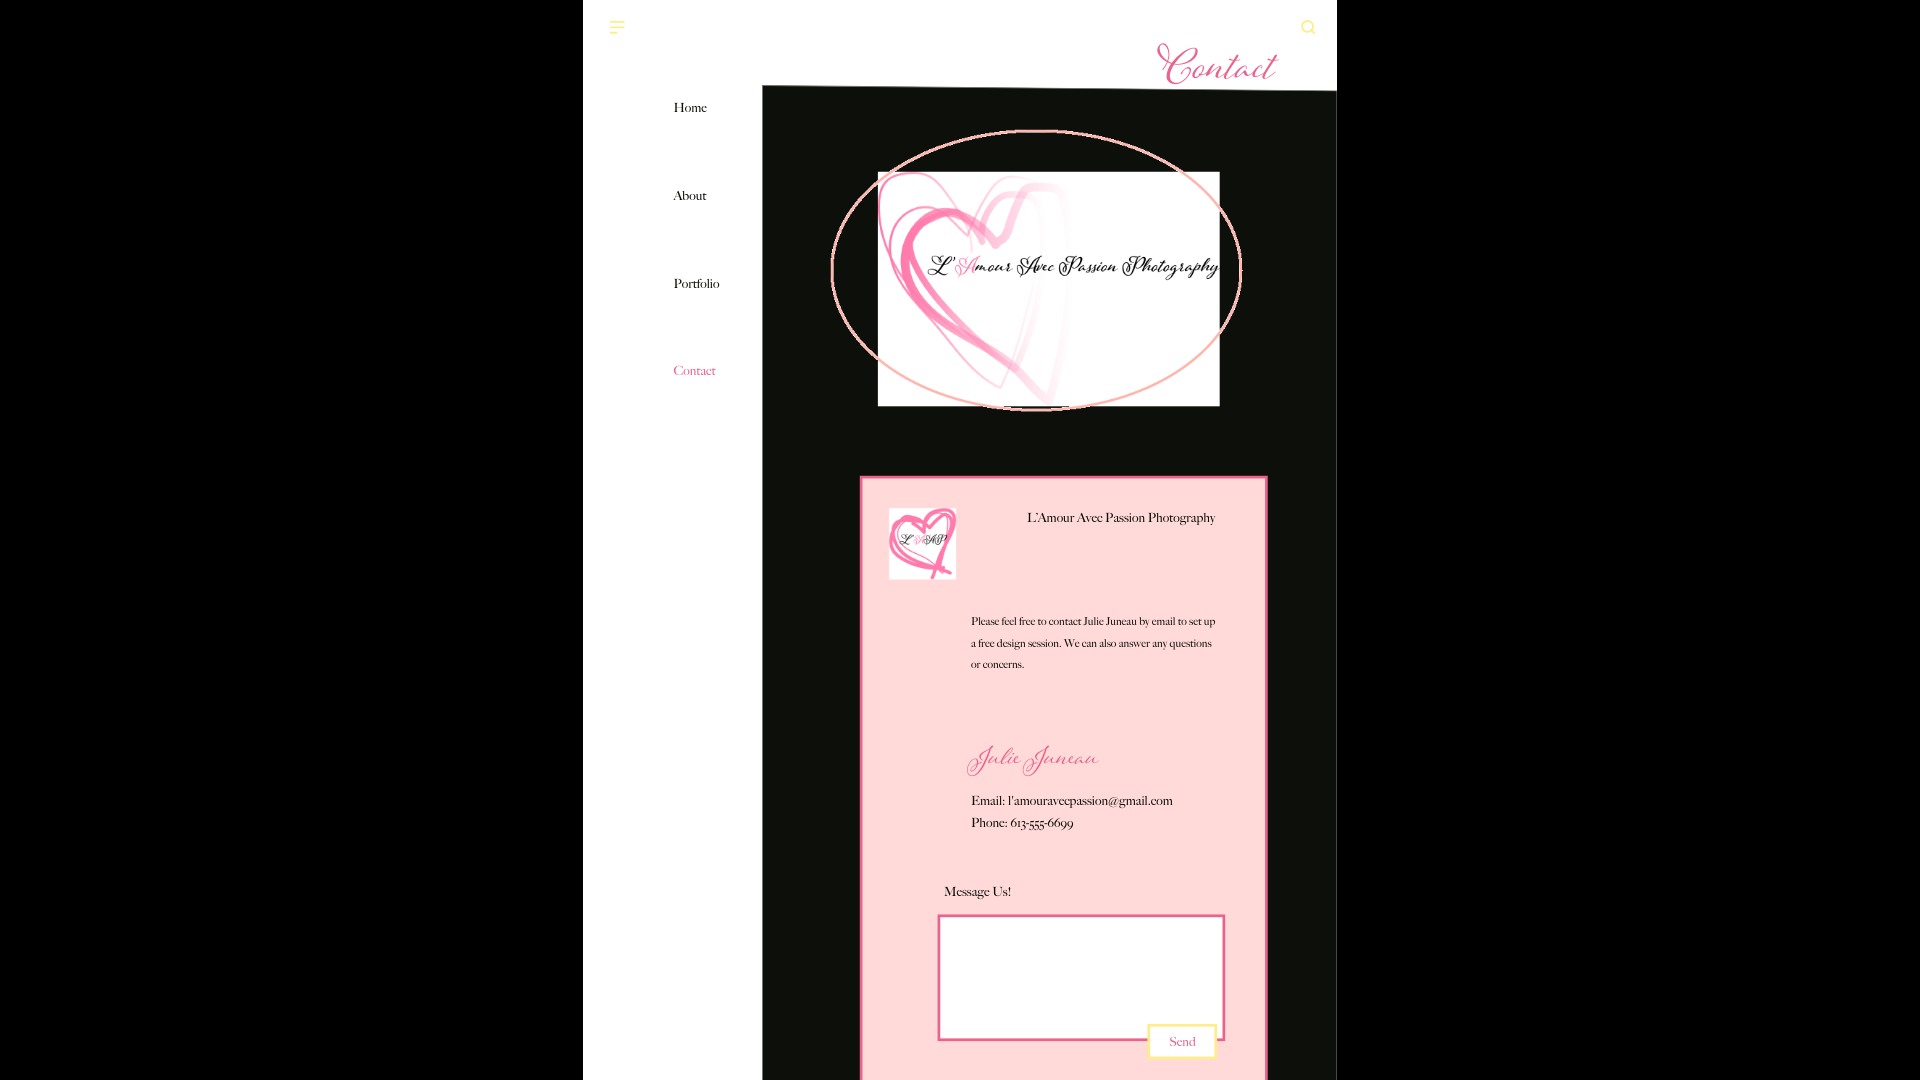 Contact
Home
About
Portfolio
Contact
L'Amour Avec Passion Photography
L'Amour Avec Passion Photography
L'AAP
Please feel free to contact Julie Juneau by email to set up
a free design session. We can also answer any questions
or concerns.
Julie Juneau
Email: l'amouravecpassion@gmail.com
Phone: 613-555-6699
Message Us!
Send